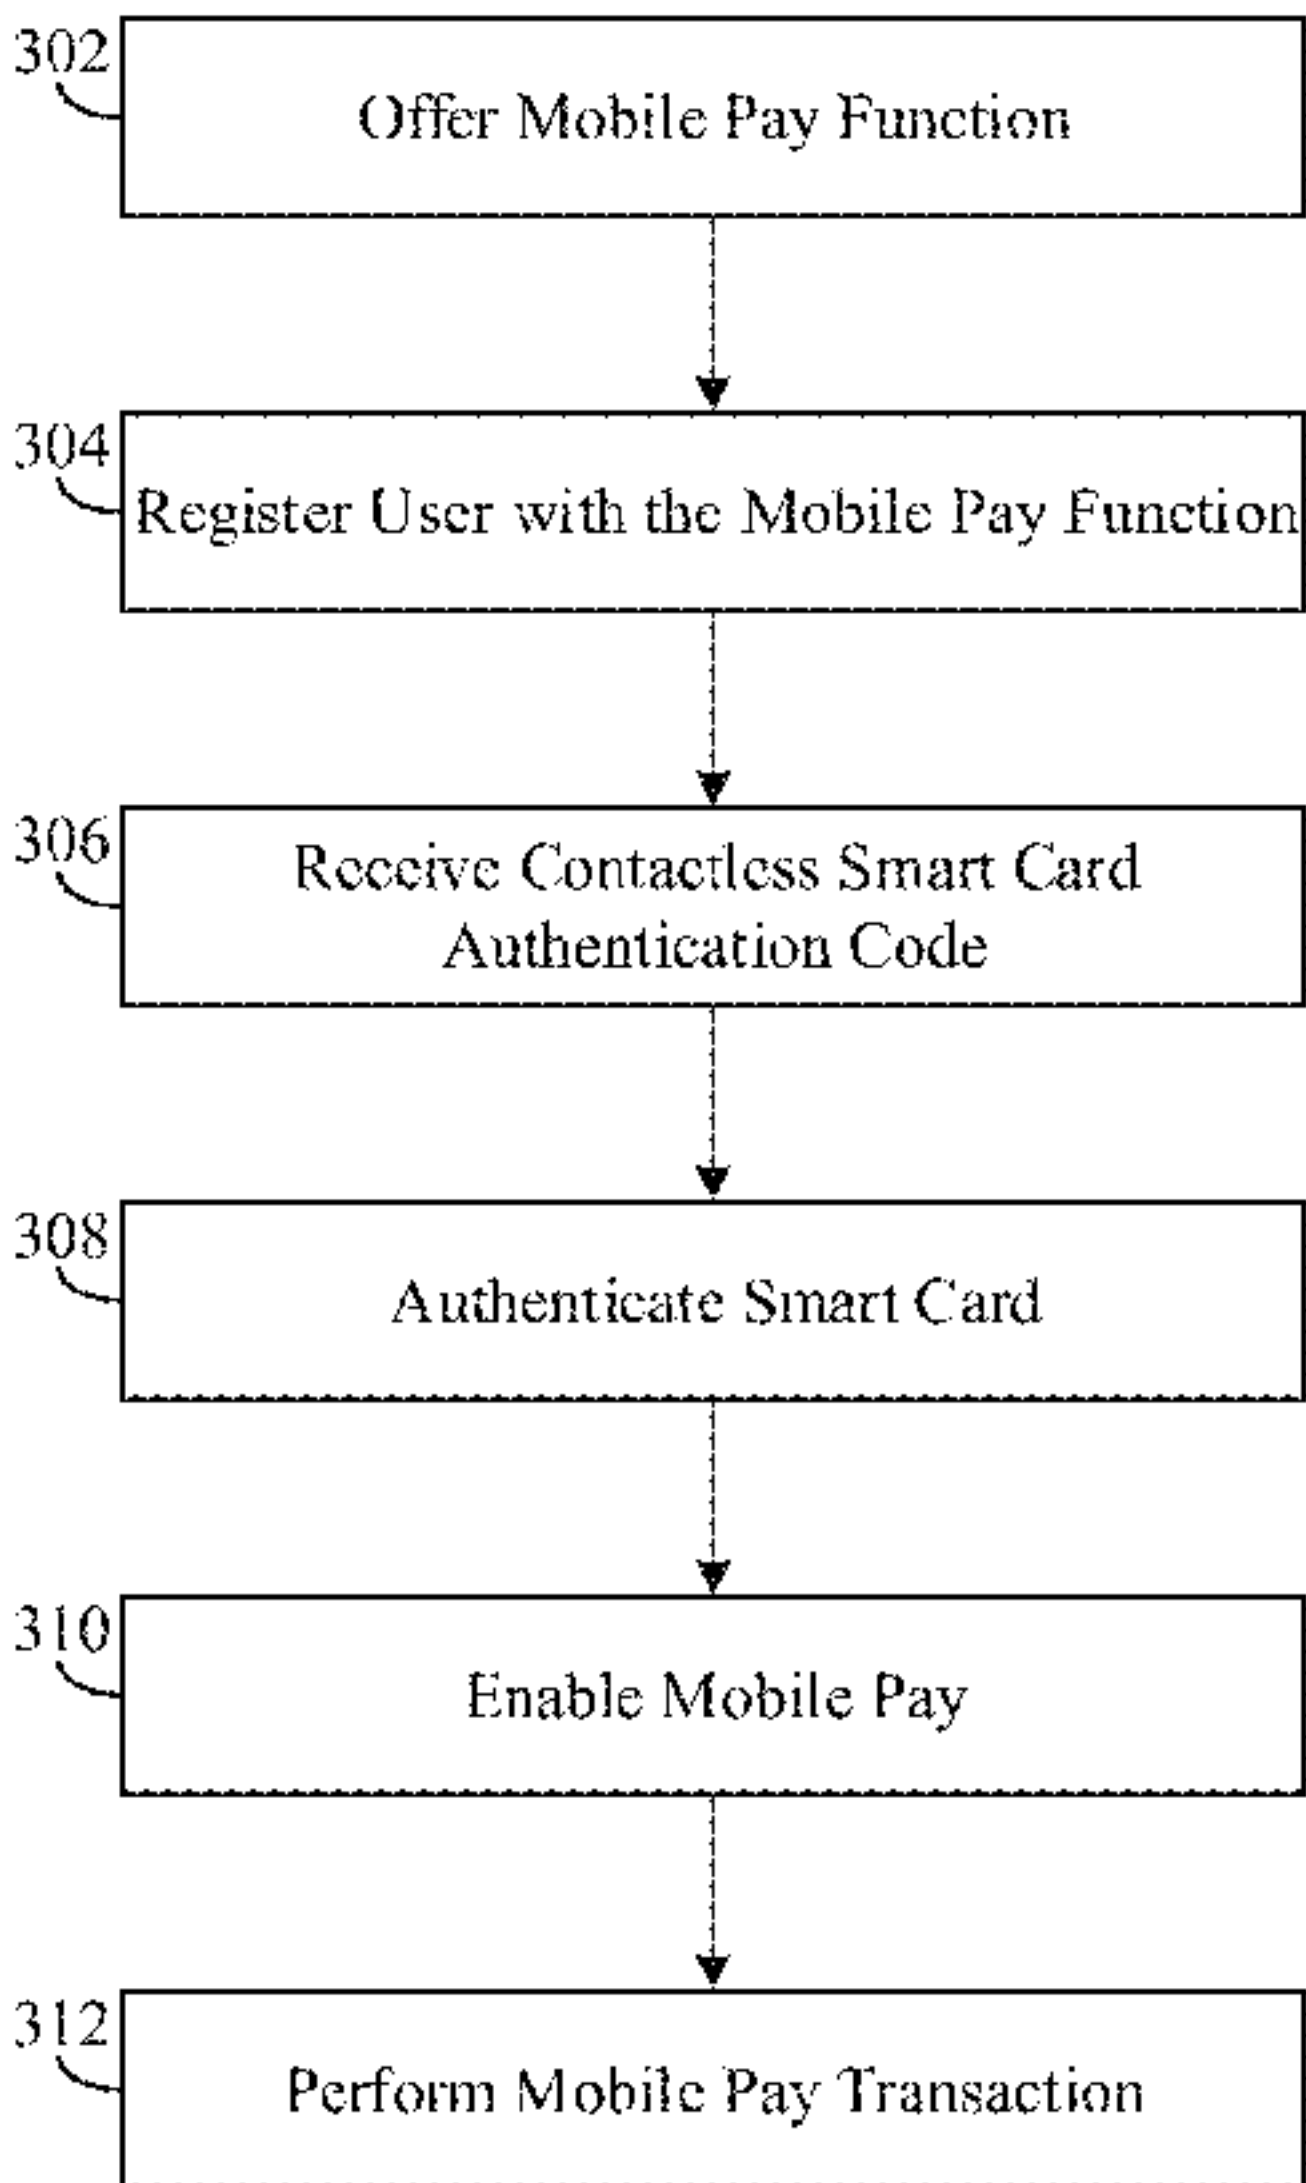 302
Offer Mobile Pay Function
304
Register User with the Mobile Pay Function
306
Receive Contactless Smart Card
Authentication Code
308
Authenticate Smart Card
310
Enable Mobile Pay
312
Perform Mobile Pay Transaction